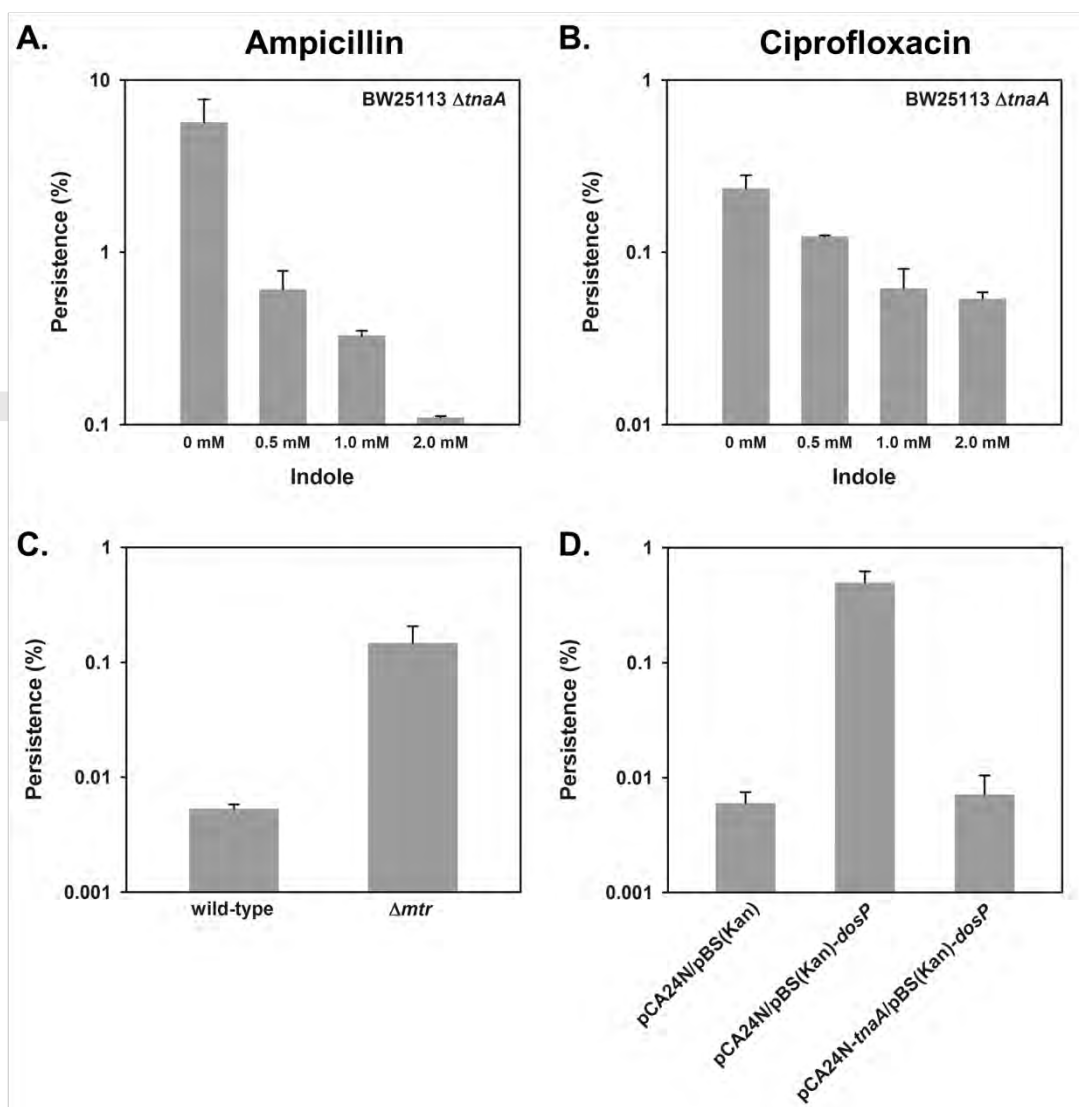 A.
Ampicillin
10
1
0.1
Persistence (%)
BW25113 ΔtnaA
0 mM
0.5 mM
1.0 mM
2.0 mM
Indole
B.
Ciprofloxacin
1
0.1
0.01
Persistence (%)
BW25113 ΔtnaA
0 mM
0.5 mM
1.0 mM
2.0 mM
Indole
C.
1
0.1
0.01
0.001
Persistence (%)
wild-type
Δmtr
D.
1
0.1
0.01
0.001
Persistence (%)
pCA24N/pBS(Kan)
pCA24N/pBS(Kan)-dosP
pCA24N-tnaA/pBS(Kan)-dosP